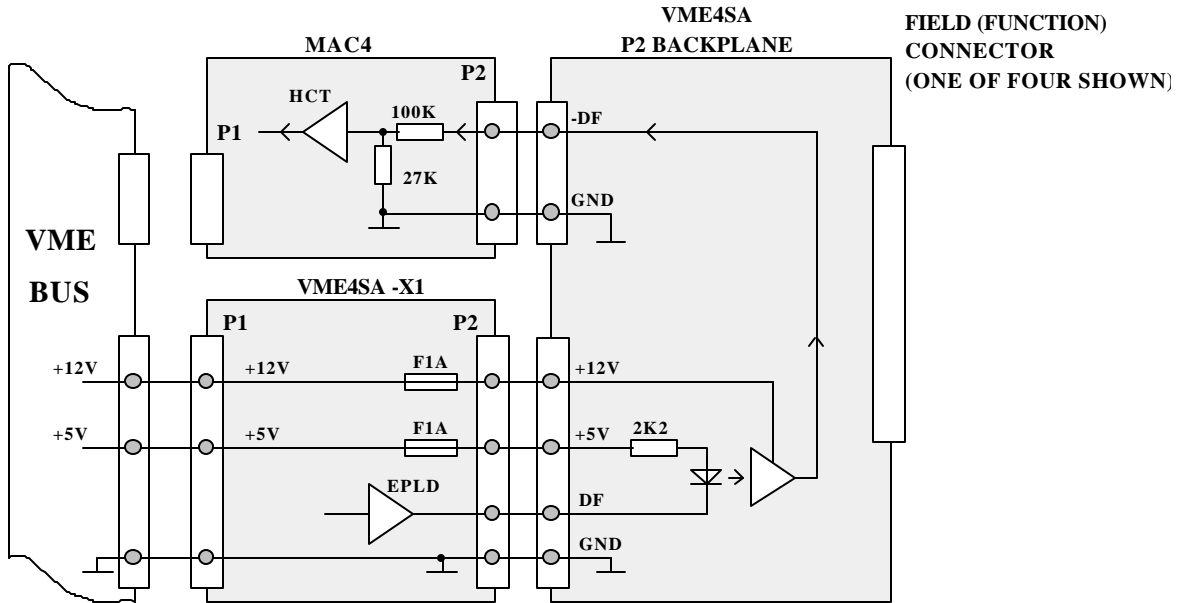 VME4SA
P2 BACKPLANE
FIELD (FUNCTION)
CONNECTOR
(ONE OF FOUR SHOWN)
MAC4
P2
HCT
100K
-DF
P1
27K
GND
VME
BUS
VME4SA -X1
P1
P2
+12V
+12V
F1A
+12V
+5V
+5V
F1A
+5V
2K2
EPLD
DF
GND